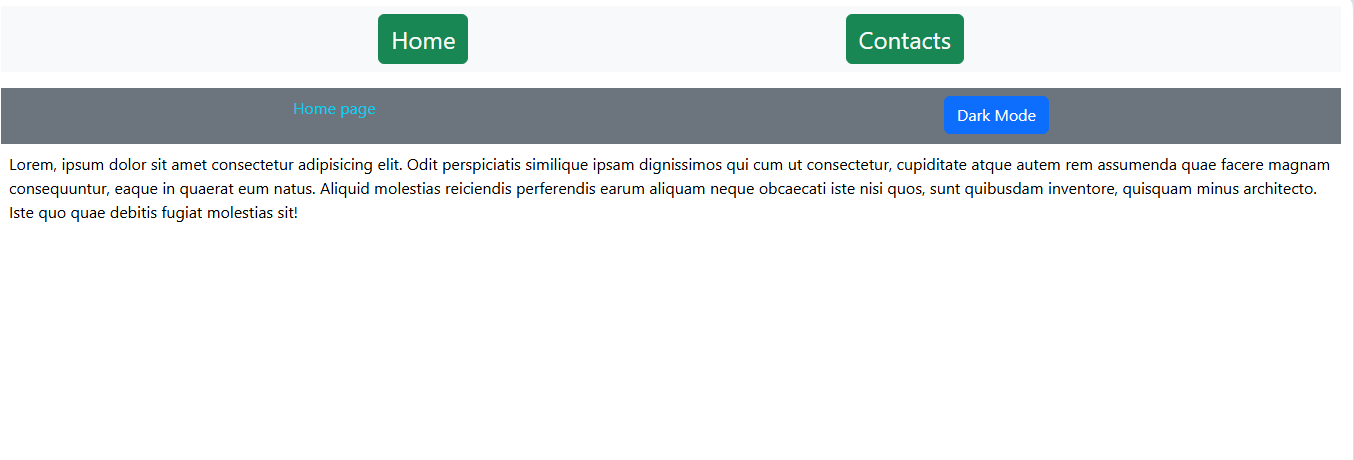 Home
Contacts
Home page
Dark Mode
Lorem, ipsum dolor sit amet consectetur adipisicing elit. Odit perspiciatis similique ipsam dignissimos qui cum ut consectetur, cupiditate atque autem rem assumenda quae facere magnam
consequuntur, eaque in quaerat eum natus. Aliquid molestias reiciendis perferendis earum aliquam neque obcaecati iste nisi quos, sunt quibusdam inventore, quisquam minus architecto.
Iste quo quae debitis fugiat molestias sit!